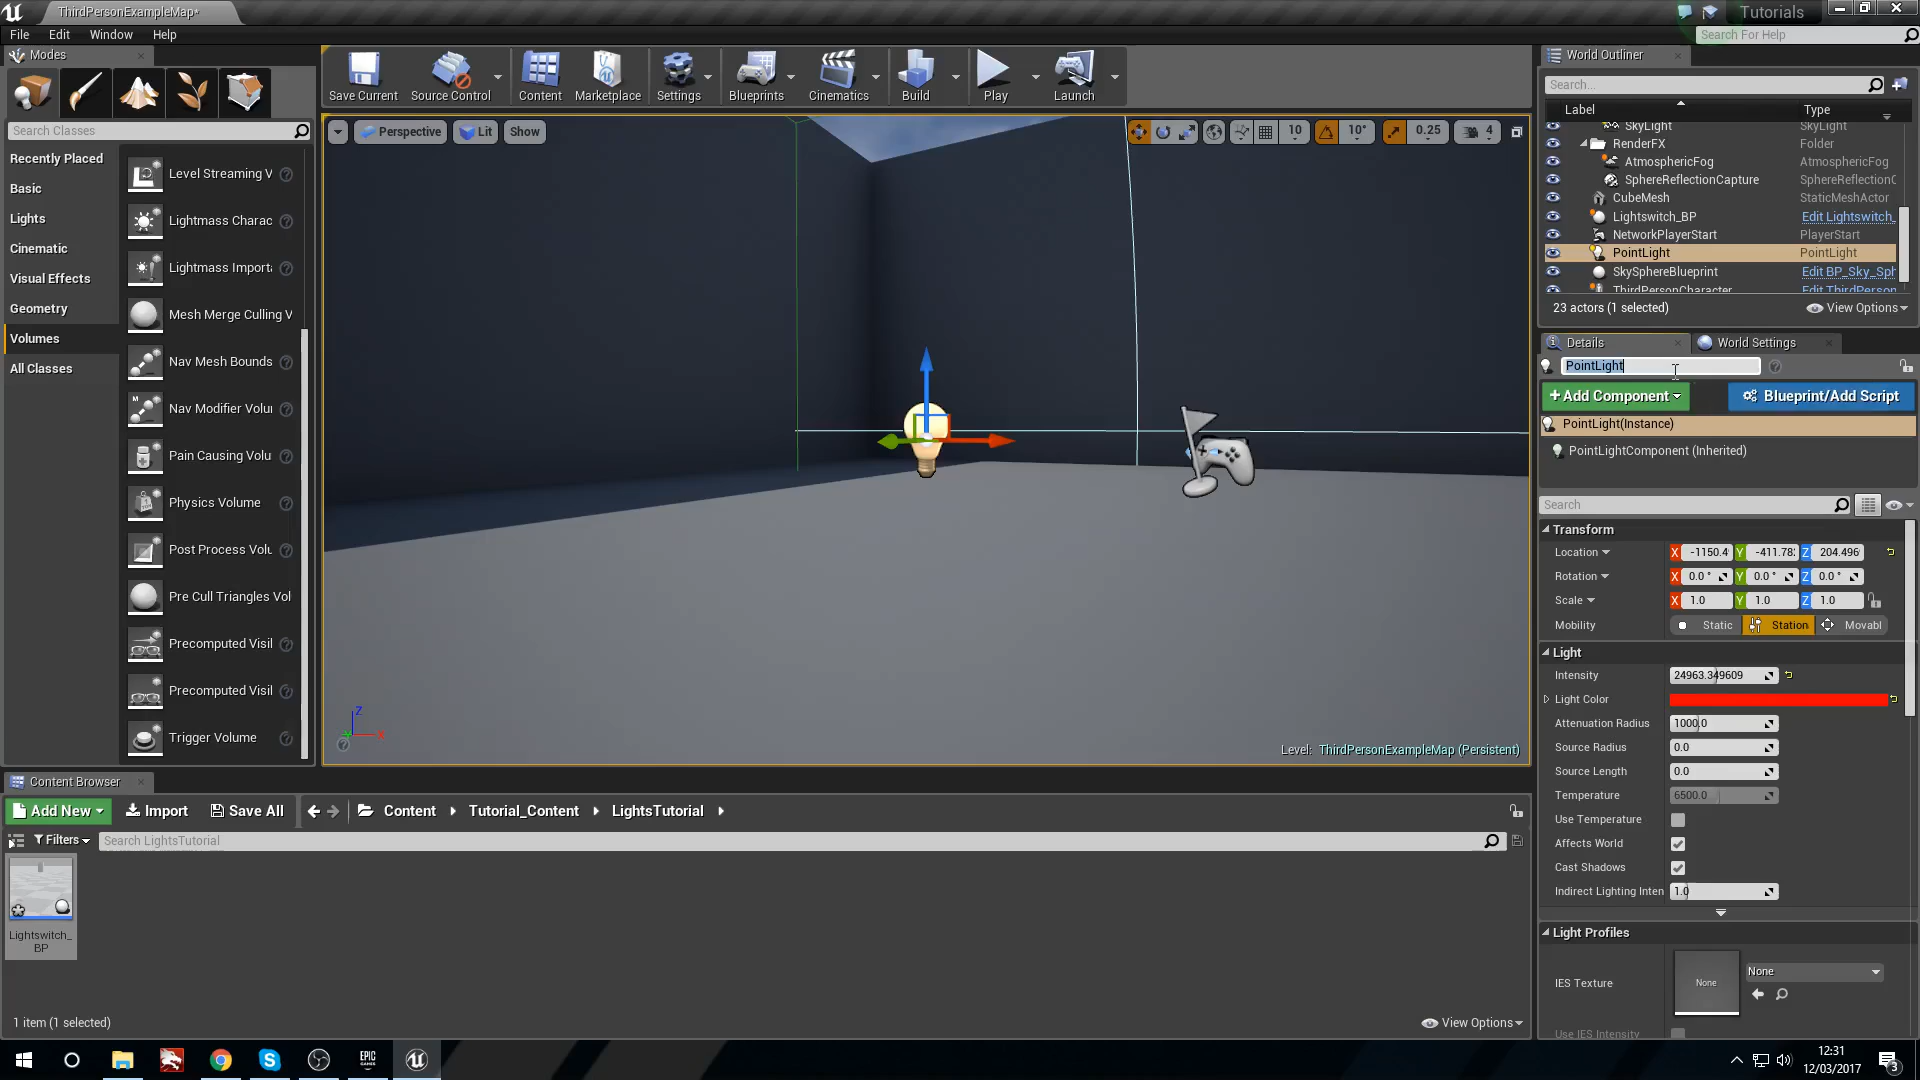 ThirdPersonExampleMap*
Tutorials
File Edit Window Help
Search For Help
Modes
Search Classes
Recently Placed
Basic
Lights
Cinematic
Visual Effects
Geometry
Volumes
All Classes
Level Streaming V
Lightmass Charac
Lightmass Import
Mesh Merge Culling V
Nav Mesh Bounds
Nav Modifier Volu
Pain Causing Volu
Physics Volume
Post Process Volu
Pre Cull Triangles Vol
Precomputed Visil
Precomputed Visil
Trigger Volume
Save Current Source Control Content Marketplace Settings Blueprints Cinematics Build Play Launch
Perspective Lit Show
10 10° 0.25 4
Z
X
Level: ThirdPersonExampleMap (Persistent)
World Outliner
Search...
Label Type
SkyLight SkyLight
RenderFX Folder
AtmosphericFog AtmosphericFog
SphereReflectionCapture SphereReflectionC
CubeMesh StaticMeshActor
Lightswitch_BP Edit Lightswitch_
NetworkPlayerStart PlayerStart
PointLight PointLight
SkySphereBlueprint Edit BP_Sky_Sph
ThirdPersonCharacter Edit ThirdPerson
23 actors (1 selected) View Options
Details World Settings
PointLight
+Add Component Blueprint/Add Script
PointLight(Instance)
PointLightComponent (Inherited)
Search
Transform
Location X -1150.4 Y -411.782 Z 204.496
Rotation X 0.0 ° Y 0.0 ° Z 0.0 °
Scale X 1.0 Y 1.0 Z 1.0
Mobility Static Station Movabl
Light
Intensity 24963.349609
Light Color
Attenuation Radius 1000.0
Source Radius 0.0
Source Length 0.0
Temperature 6500.0
Use Temperature
Affects World
Cast Shadows
Indirect Lighting Inten 1.0
Light Profiles
IES Texture None None
Use IES Intensity
Content Browser
Add New Import Save All Content Tutorial_Content LightsTutorial
Filters Search LightsTutorial
Lightswitch_
BP
1 item (1 selected) View Options
EPIC
GAMES
12:31
12/03/2017
3